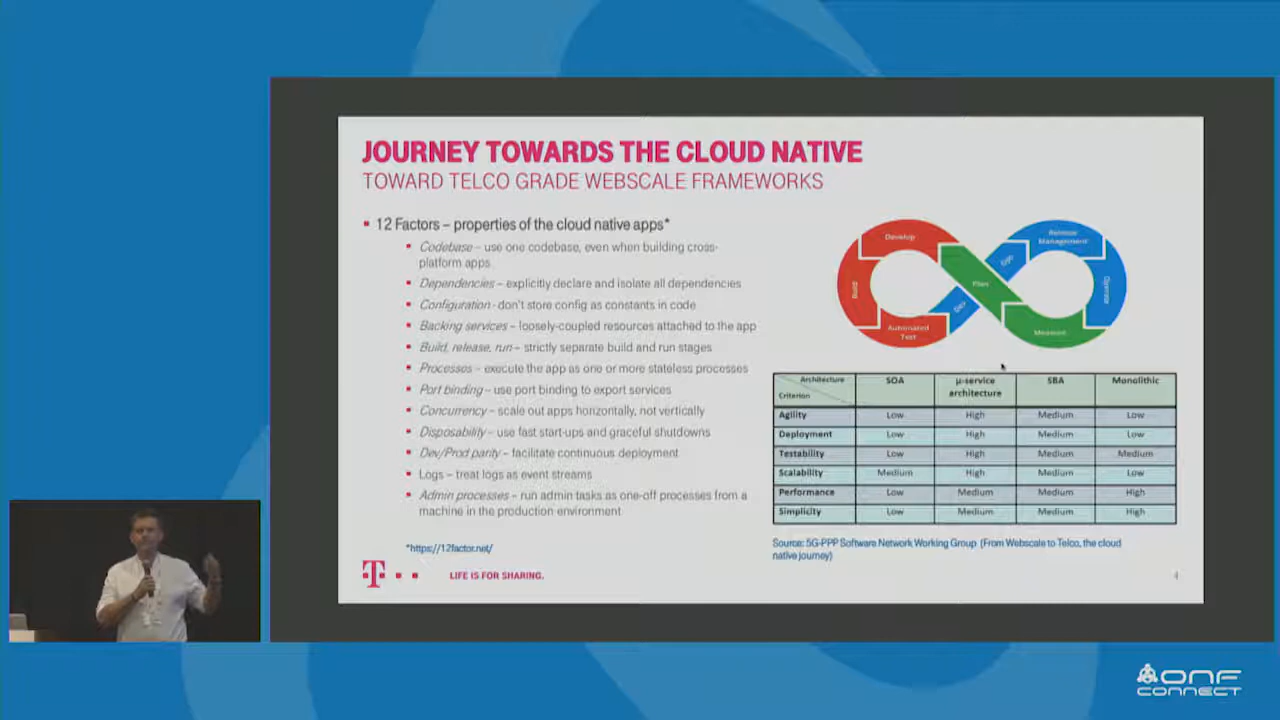 JOURNEY TOWARDS THE CLOUD NATIVE
TOWARD TELCO GRADE WEBSCALE FRAMEWORKS
▪ 12 Factors – properties of the cloud native apps*
▪ Codebase – use one codebase, even when building cross-
platform apps
▪ Dependencies – explicitly declare and isolate all dependencies
▪ Configuration - don't store config as constants in code
▪ Backing services – loosely-coupled resources attached to the app
▪ Build, release, run – strictly separate build and run stages
▪ Processes – execute the app as one or more stateless processes
▪ Port binding – use port binding to export services
▪ Concurrency – scale out apps horizontally, not vertically
▪ Disposability – use fast start-ups and graceful shutdowns
▪ Dev/Prod parity – facilitate continuous deployment
▪ Logs – treat logs as event streams
▪ Admin processes – run admin tasks as one-off processes from a
machine in the production environment
*https://12factor.net/
T
LIFE IS FOR SHARING.
Develop
Build
Automated
Test
Dev
Plan
Ops
Release
Management
Operate
Measure
Architecture SOA μ-service SBA Monolithic
Criterion architecture
Agility Low High Medium Low
Deployment Low High Medium Low
Testability Low High Medium Medium
Scalability Medium High Medium Low
Performance Low Medium Medium High
Simplicity Low Medium Medium High
Source: 5G-PPP Software Network Working Group (From Webscale to Telco, the cloud
native journey)
4
ONF
CONNECT